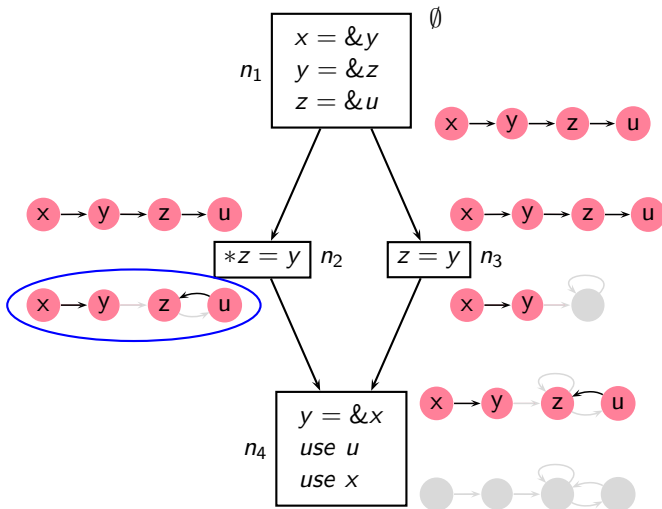 ∅
x = &y
n₁ y = &z
z = &u
x y z u
x y z u
x y z u
*z = y n₂
z = y n₃
x y z u
x y
x y z u
y = &x
n₄ use u
use x